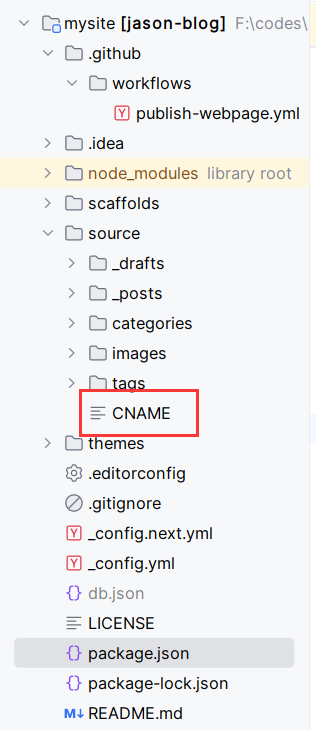 mysite [jason-blog] F:\codes\
.github
workflows
publish-webpage.yml
.idea
node_modules library root
scaffolds
source
_drafts
_posts
categories
images
tags
CNAME
themes
.editorconfig
.gitignore
_config.next.yml
_config.yml
db.json
LICENSE
package.json
package-lock.json
README.md